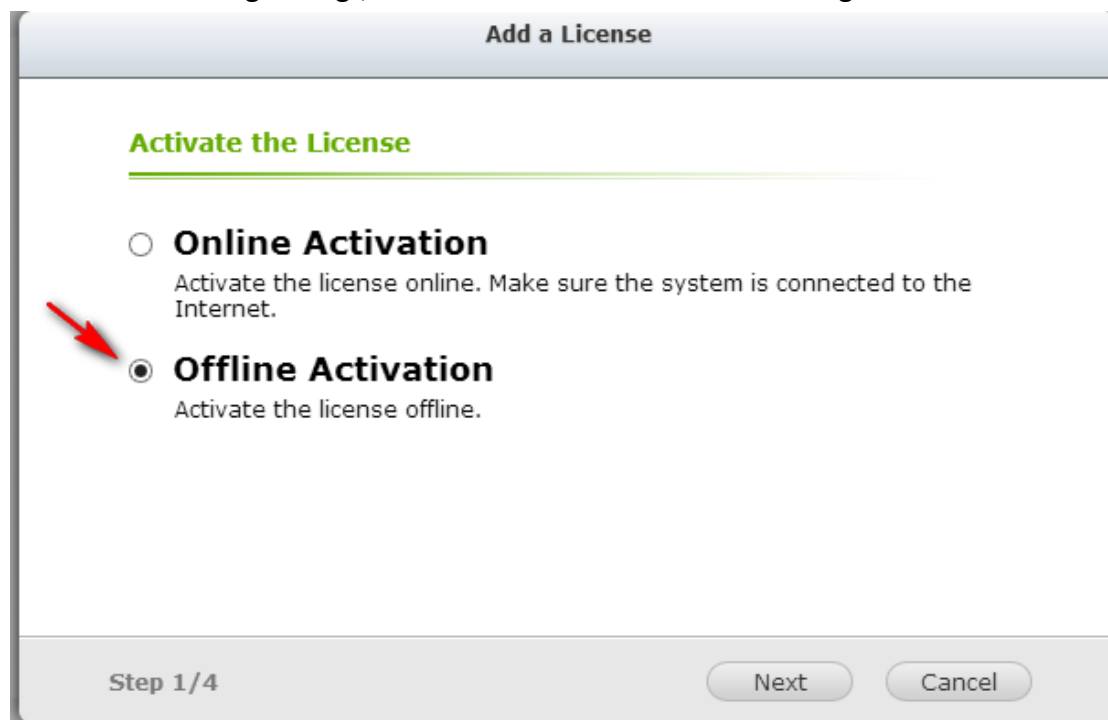 Add a License
Activate the License
Online Activation
Activate the license online. Make sure the system is connected to the
Internet.
Offline Activation
Activate the license offline.
Step 1/4
Next
Cancel